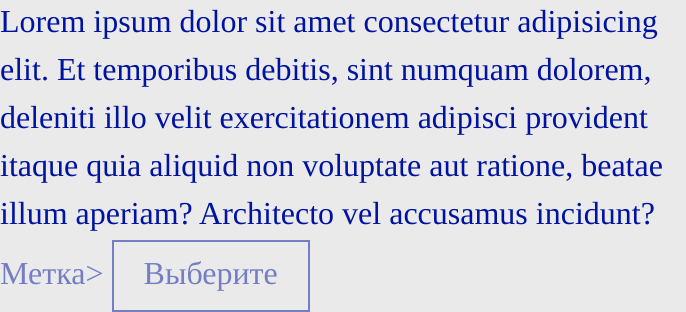 Lorem ipsum dolor sit amet consectetur adipisicing
elit. Et temporibus debitis, sint numquam dolorem,
deleniti illo velit exercitationem adipisci provident
itaque quia aliquid non voluptate aut ratione, beatae
illum aperiam? Architecto vel accusamus incidunt?
Метка> Выберите